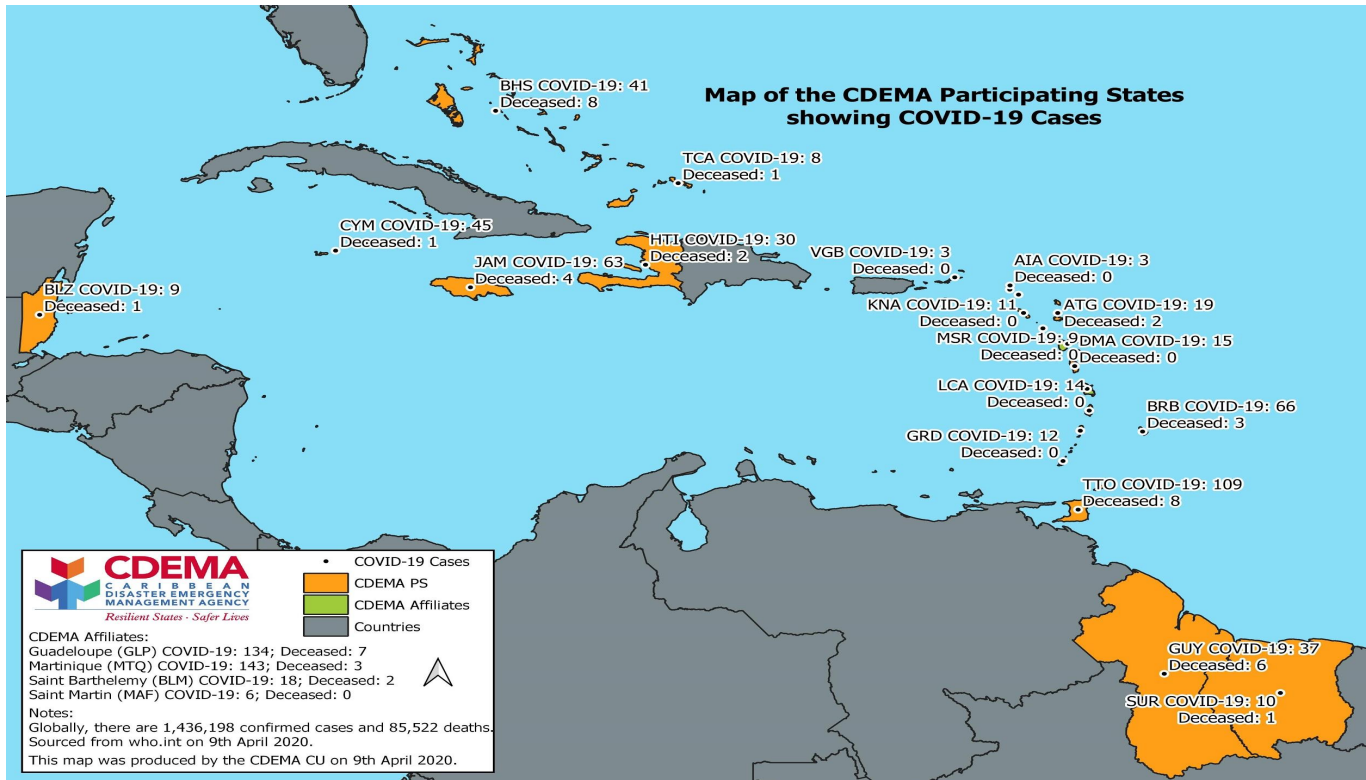 Map of the CDEMA Participating States
showing COVID-19 Cases
BHS COVID-19: 41
Deceased: 8
TCA COVID-19: 8
Deceased: 1
CYM COVID-19: 45
Deceased: 1
HTI COVID-19: 30
Deceased: 2
JAM COVID-19: 63
Deceased: 4
BLZ COVID-19: 9
Deceased: 1
VGB COVID-19: 3
Deceased: 0
AIA COVID-19: 3
Deceased: 0
KNA COVID-19: 11
Deceased: 0
ATG COVID-19: 19
Deceased: 2
MSR COVID-19: 9
Deceased: 0
DMA COVID-19: 15
Deceased: 0
LCA COVID-19: 14
Deceased: 0
BRB COVID-19: 66
Deceased: 3
GRD COVID-19: 12
Deceased: 0
TTO COVID-19: 109
Deceased: 8
GUY COVID-19: 37
Deceased: 6
SUR COVID-19: 10
Deceased: 1
CDEMA
CARIBBEAN
DISASTER EMERGENCY
MANAGEMENT AGENCY
Resilient States - Safer Lives
COVID-19 Cases
CDEMA PS
CDEMA Affiliates
Countries
CDEMA Affiliates:
Guadeloupe (GLP) COVID-19: 134; Deceased: 7
Martinique (MTQ) COVID-19: 143; Deceased: 3
Saint Barthelemy (BLM) COVID-19: 18; Deceased: 2
Saint Martin (MAF) COVID-19: 6; Deceased: 0
Notes:
Globally, there are 1,436,198 confirmed cases and 85,522 deaths.
Sourced from who.int on 9th April 2020.
This map was produced by the CDEMA CU on 9th April 2020.